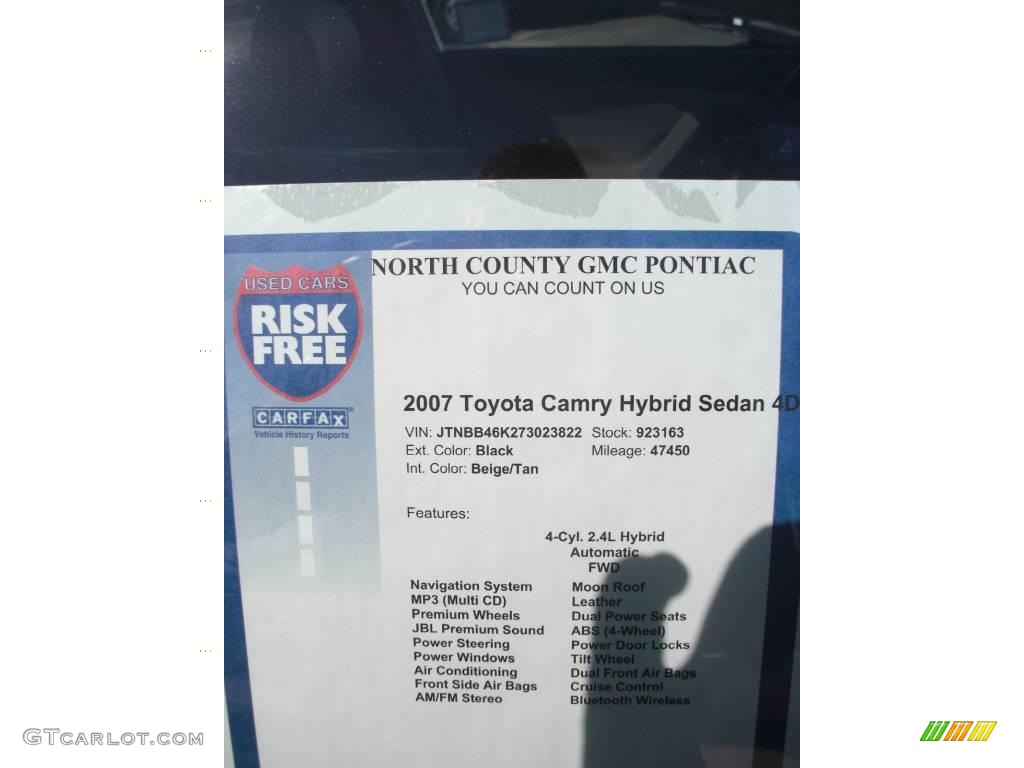 NORTH COUNTY GMC PONTIAC
YOU CAN COUNT ON US
USED CARS
RISK
FREE
CARFAX
Vehicle History Reports
2007 Toyota Camry Hybrid Sedan 4D
VIN: JTNBB46K273023822 Stock: 923163
Ext. Color: Black Mileage: 47450
Int. Color: Beige/Tan
Features:
4-Cyl. 2.4L Hybrid
Automatic
FWD
Navigation System Moon Roof
MP3 (Multi CD) Leather
Premium Wheels Dual Power Seats
JBL Premium Sound ABS (4-Wheel)
Power Steering Power Door Locks
Power Windows Tilt Wheel
Air Conditioning Dual Front Air Bags
Front Side Air Bags Cruise Control
AM/FM Stereo Bluetooth Wireless
GTCARLOT.COM